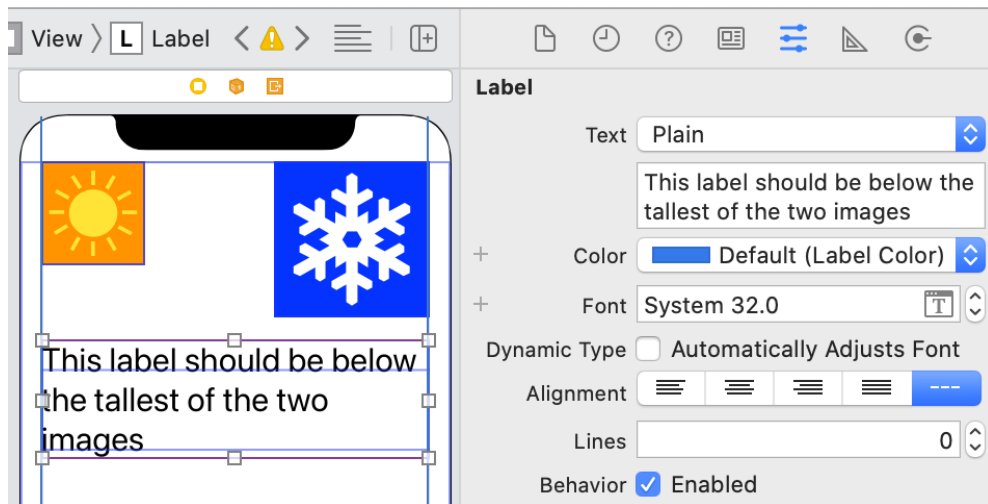 View L Label
Label
Text Plain
This label should be below the
tallest of the two images
Color Default (Label Color)
Font System 32.0 T
Dynamic Type Automatically Adjusts Font
Alignment ---
Lines 0
Behavior Enabled
This label should be below
the tallest of the two
images